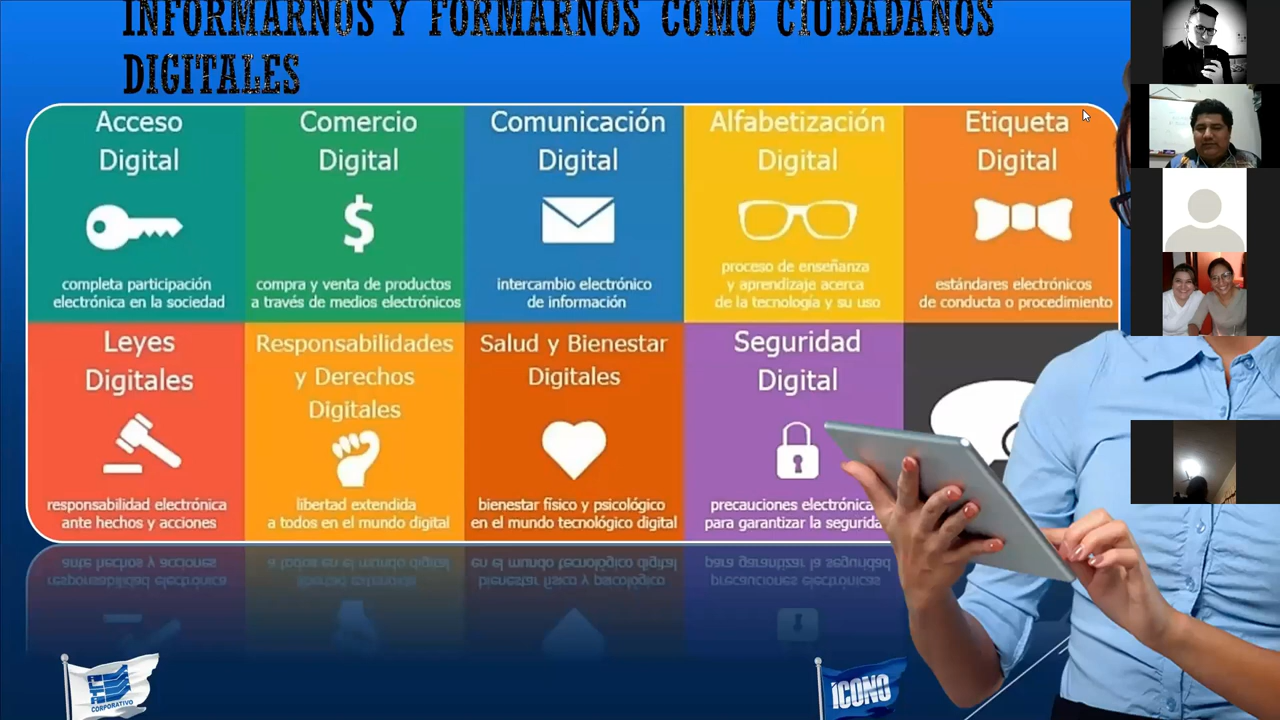 INFORMARNOS Y FORMARNOS COMO CIUDADANOS
DIGITALES
Acceso
Digital
completa participación
electrónica en la sociedad
Comercio
Digital
$
compra y venta de productos
a través de medios electrónicos
Comunicación
Digital
intercambio electrónico
de información
Alfabetización
Digital
proceso de enseñanza
y aprendizaje acerca
de la tecnología y su uso
Etiqueta
Digital
estándares electrónicos
de conducta o procedimiento
Leyes
Digitales
responsabilidad electrónica
ante hechos y acciones
Responsabilidades
y Derechos
Digitales
libertad extendida
a todos en el mundo digital
Salud y Bienestar
Digitales
bienestar físico y psicológico
en el mundo tecnológico digital
Seguridad
Digital
precauciones electrónica
para garantizar la segurida
CORPORATIVO
ICONO